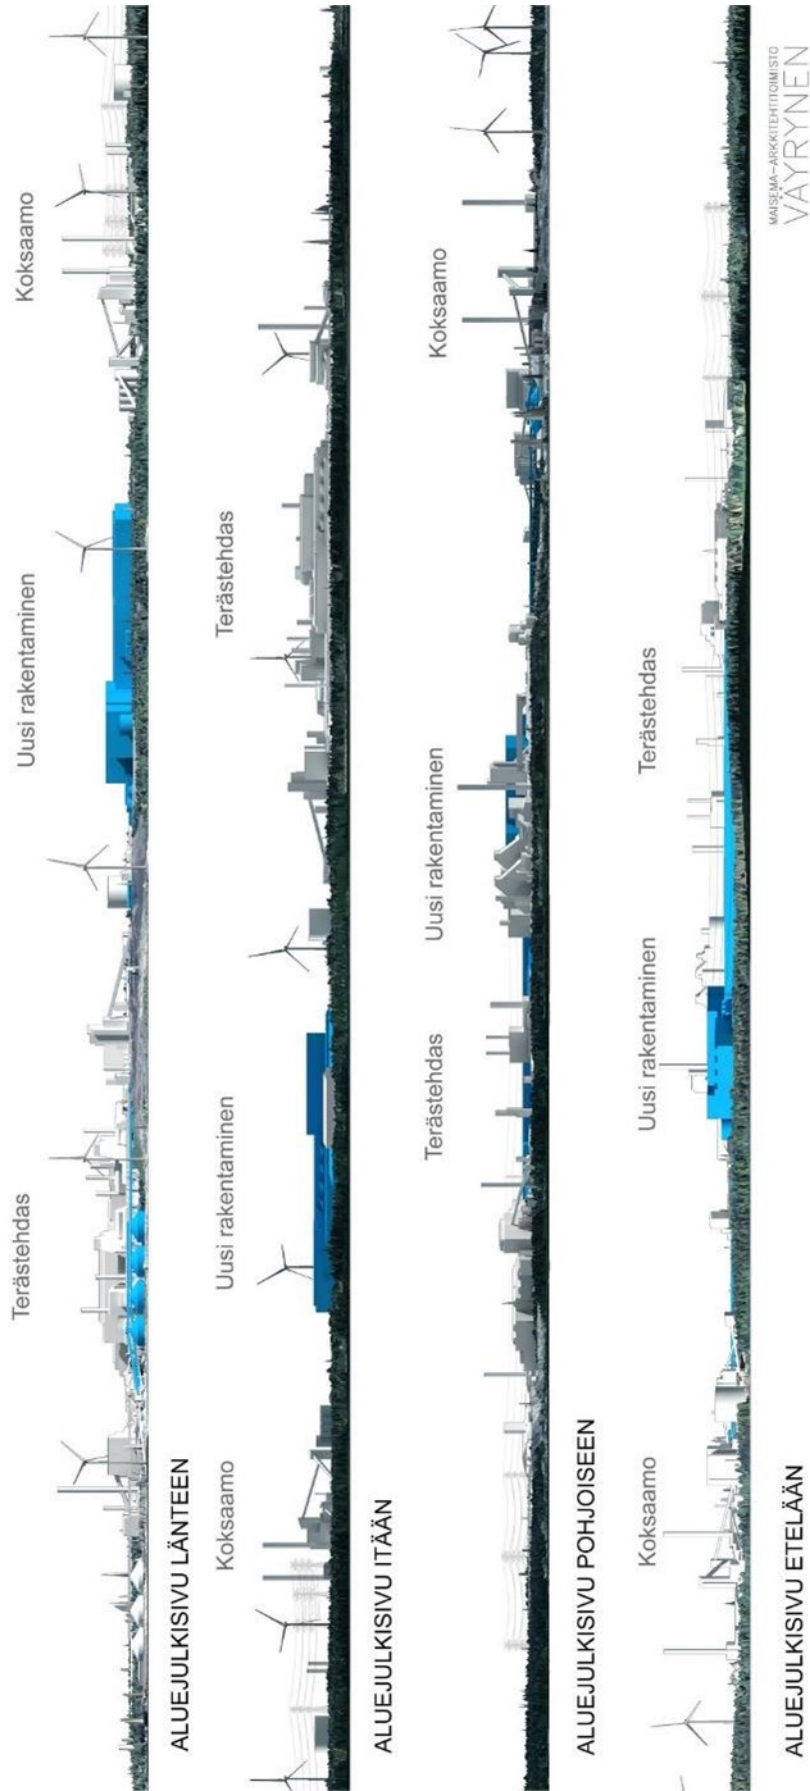 Terästehdas
Uusi rakentaminen
Koksaamo
ALUEJULKISIVU LÄNTEEN
Koksaamo
Uusi rakentaminen
Terästehdas
ALUEJULKISIVU ITÄÄN
Terästehdas
Uusi rakentaminen
Koksaamo
ALUEJULKISIVU POHJOISEEN
Koksaamo
Uusi rakentaminen
Terästehdas
ALUEJULKISIVU ETELÄÄN
MAISEMA-ARKKITEHTITOIMISTO
VÄYRYNEN